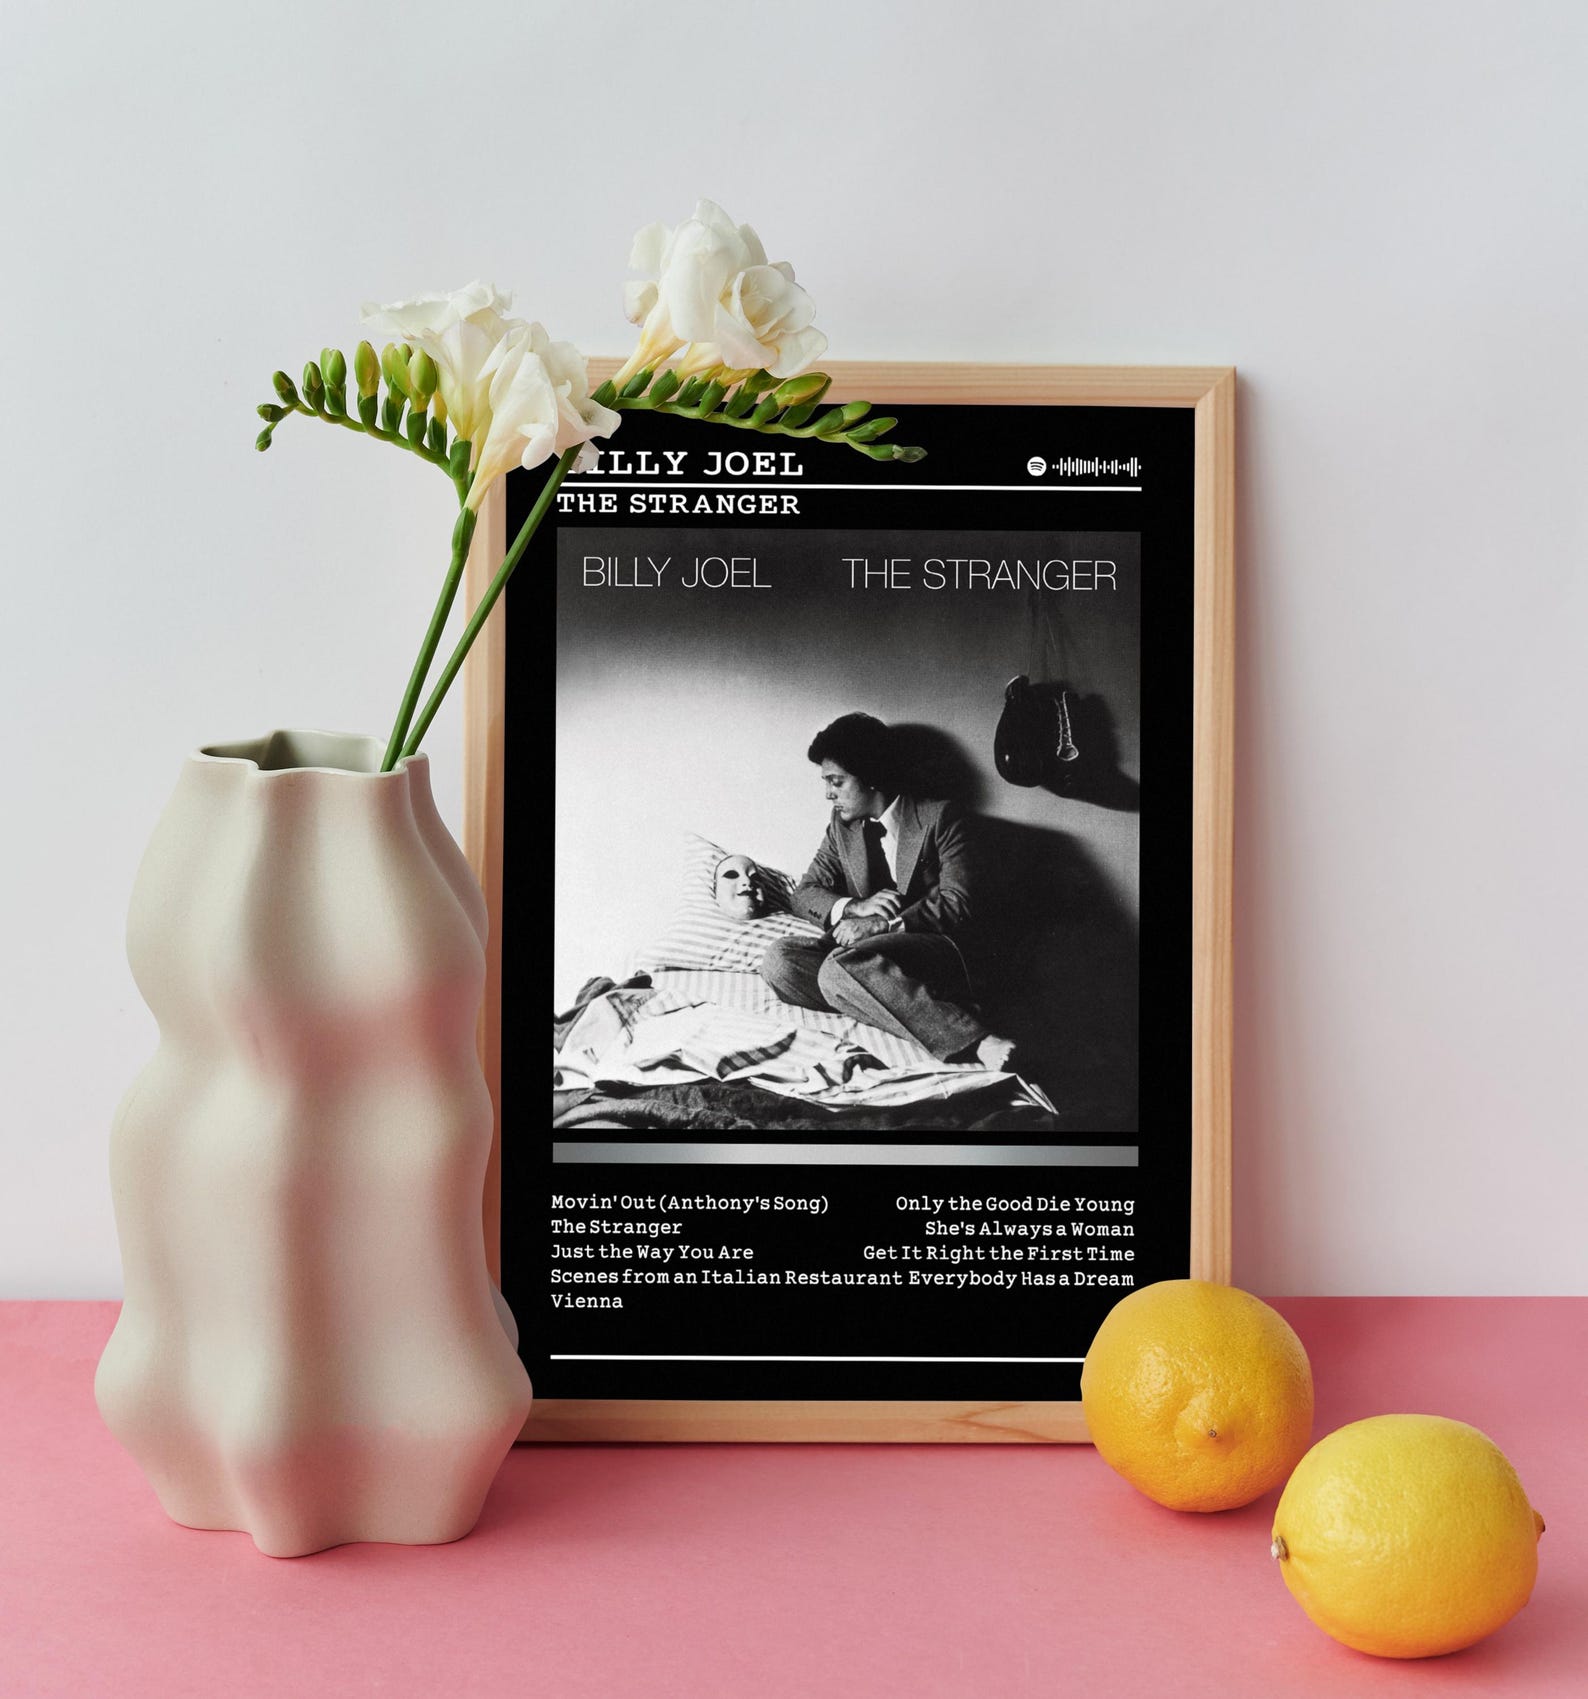 BILLY JOEL
THE STRANGER
BILLY JOEL THE STRANGER
Movin' Out (Anthony's Song)
The Stranger
Just the Way You Are
Scenes from an Italian Restaurant
Vienna
Only the Good Die Young
She's Always a Woman
Get It Right the First Time
Everybody Has a Dream